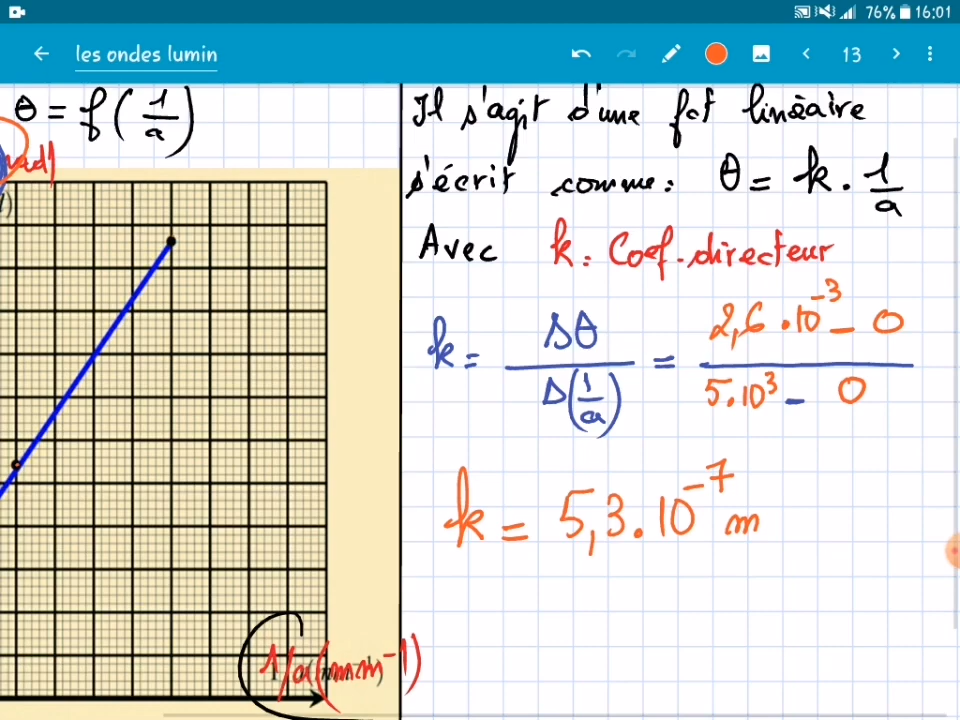 76% 16:01
les ondes lumin
13
θ = f(1/a)
rad)
Il s'agit d'une fct linéaire
s'écrit comme: θ = k . 1/a
Avec k : Coef.directeur
k = Δθ / Δ(1/a) = 2,6 . 10⁻³ - 0 / 5.10³ - 0
k = 5,3.10⁻⁷ m
1/a(mm⁻¹)